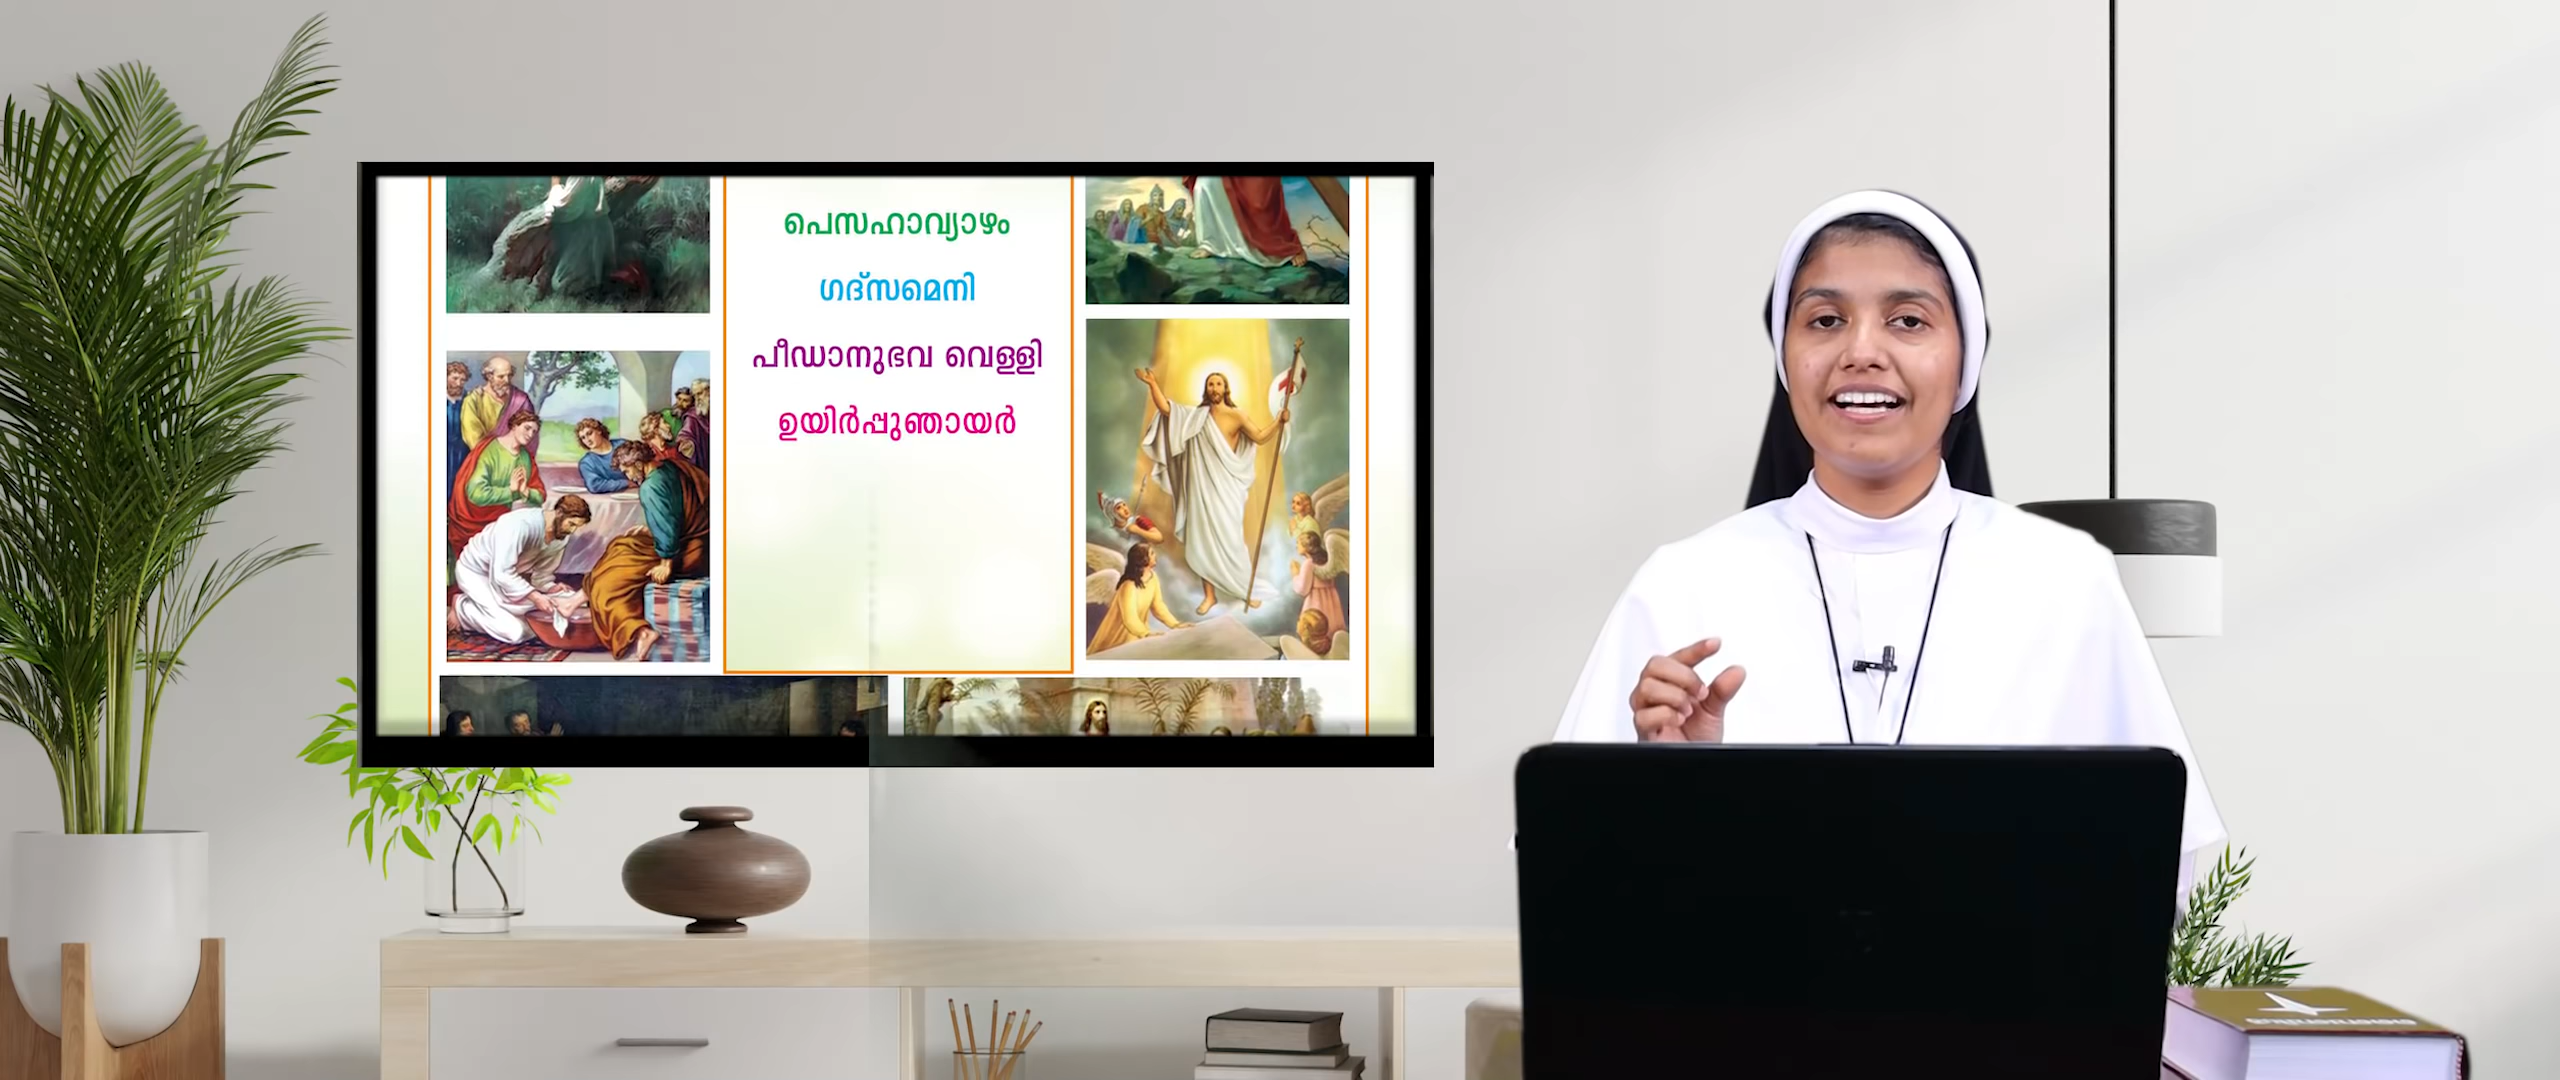 പെസഹാവ്യാഴം
ഗദ്സമെനി
പീഡാനുഭവ വെള്ളി
ഉയിർപ്പുഞായർ